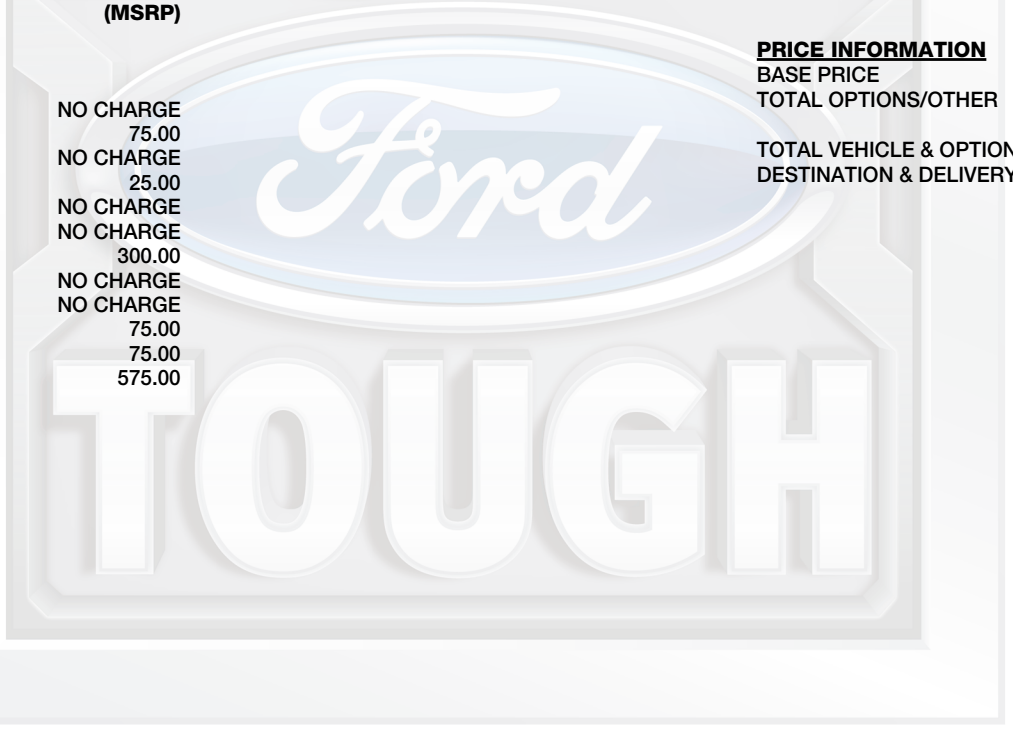 (MSRP)
NO CHARGE
75.00
NO CHARGE
25.00
NO CHARGE
NO CHARGE
300.00
NO CHARGE
NO CHARGE
75.00
75.00
575.00
PRICE INFORMATION
BASE PRICE
TOTAL OPTIONS/OTHER
TOTAL VEHICLE & OPTION
DESTINATION & DELIVERY
Ford
TOUGH